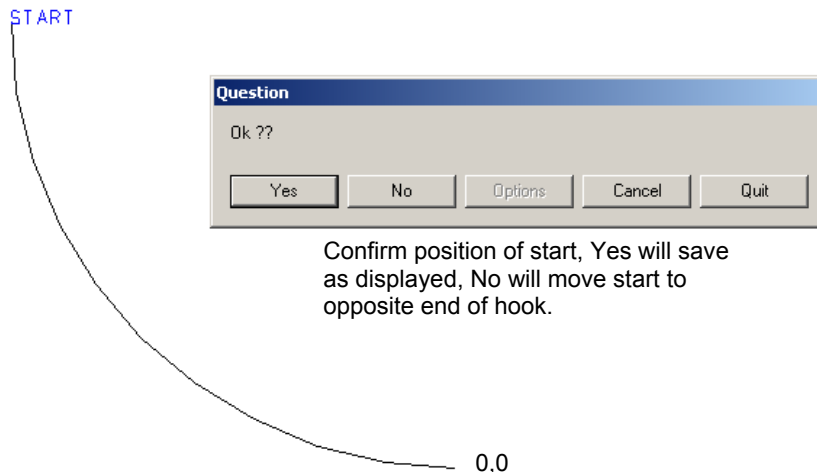 START
Question
Ok ??
Yes No Options Cancel Quit
Confirm position of start, Yes will save
as displayed, No will move start to
opposite end of hook.
0,0